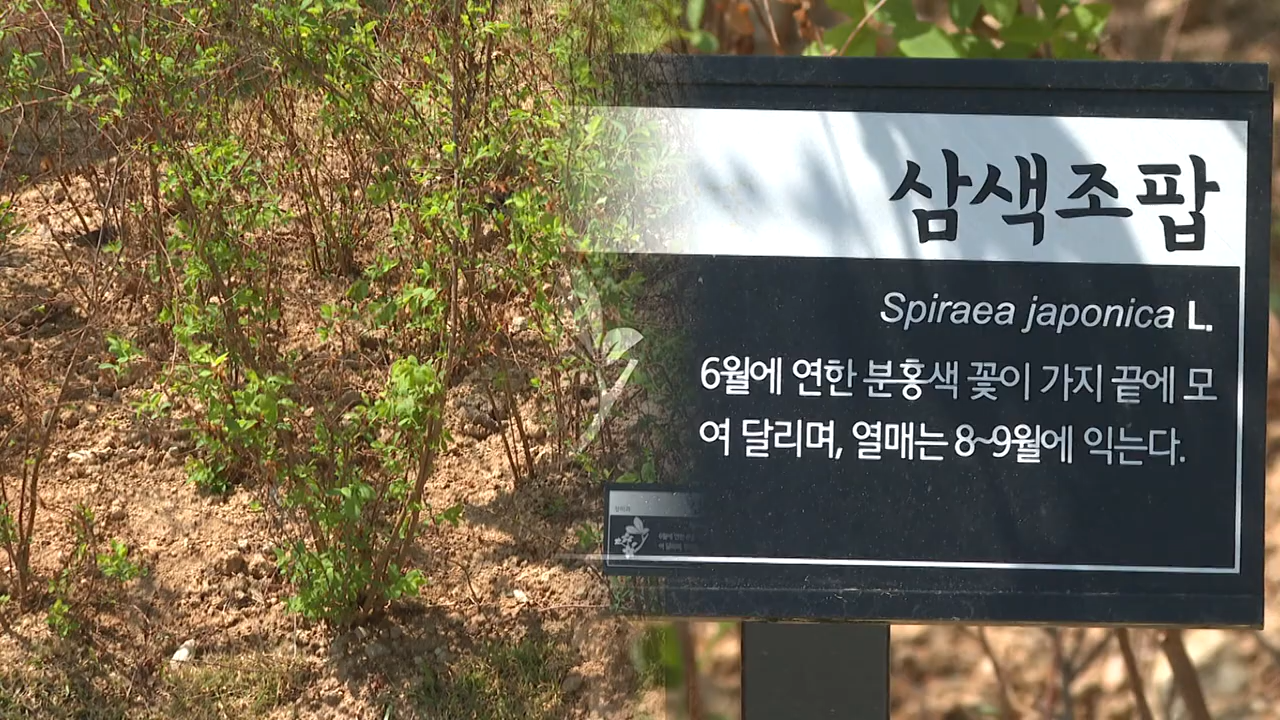 삼색조팝
Spiraea japonica L.
6월에 연한 분홍색 꽃이 가지 끝에 모
여 달리며, 열매는 8~9월에 익는다.